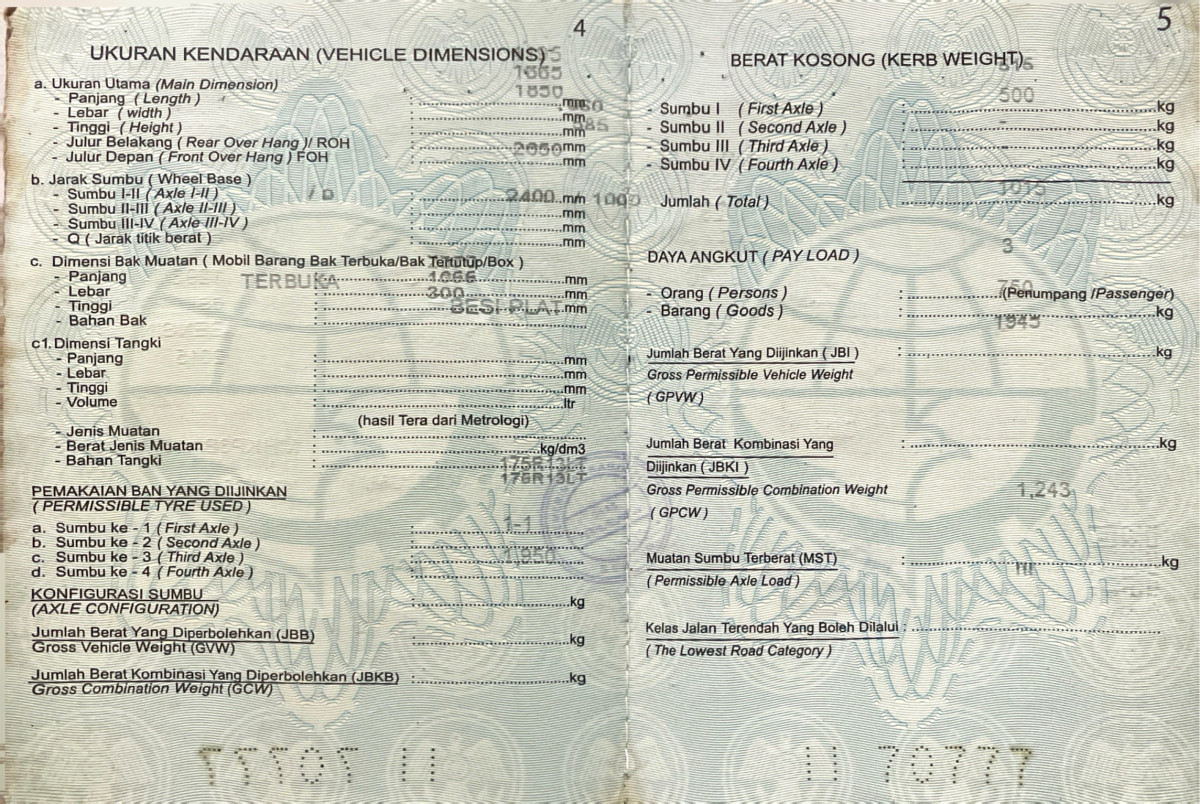 4
UKURAN KENDARAAN (VEHICLE DIMENSIONS)
1665
a. Ukuran Utama (Main Dimension)
1850
- Panjang ( Length ) : mm
- Lebar ( width ) : mm
- Tinggi ( Height ) : mm
- Julur Belakang ( Rear Over Hang )/ ROH 2650 mm
- Julur Depan ( Front Over Hang ) FOH : mm
b. Jarak Sumbu ( Wheel Base )
- Sumbu I-II ( Axle I-II ) / D : 2400 mm 1000
- Sumbu II-III ( Axle II-III ) : mm
- Sumbu III-IV ( Axle III-IV ) : mm
- Q ( Jarak titik berat ) : mm
c. Dimensi Bak Muatan ( Mobil Barang Bak Terbuka/Bak Tertutup/Box )
- Panjang TERBUKA : mm
- Lebar : 300 mm
- Tinggi : BESI PLAT mm
- Bahan Bak :
c1. Dimensi Tangki
- Panjang : mm
- Lebar : mm
- Tinggi : mm
- Volume : ltr
(hasil Tera dari Metrologi)
- Jenis Muatan :
- Berat Jenis Muatan : kg/dm3
- Bahan Tangki : 175R13LT
175R13LT
PEMAKAIAN BAN YANG DIIJINKAN
( PERMISSIBLE TYRE USED )
a. Sumbu ke - 1 ( First Axle ) : 1-1
b. Sumbu ke - 2 ( Second Axle ) :
c. Sumbu ke - 3 ( Third Axle ) : 1,950
d. Sumbu ke - 4 ( Fourth Axle ) :
KONFIGURASI SUMBU : kg
(AXLE CONFIGURATION)
Jumlah Berat Yang Diperbolehkan (JBB) : kg
Gross Vehicle Weight (GVW)
Jumlah Berat Kombinasi Yang Diperbolehkan (JBKB) : kg
Gross Combination Weight (GCW)
5
BERAT KOSONG (KERB WEIGHT)
500
- Sumbu I ( First Axle ) : kg
- Sumbu II ( Second Axle ) : - kg
- Sumbu III ( Third Axle ) : - kg
- Sumbu IV ( Fourth Axle ) : kg
1015
Jumlah ( Total ) : kg
3
DAYA ANGKUT ( PAY LOAD )
- Orang ( Persons ) : 750 (Penumpang /Passenger)
- Barang ( Goods ) : kg
1945
Jumlah Berat Yang Diijinkan ( JBI ) : kg
Gross Permissible Vehicle Weight
( GPVW )
Jumlah Berat Kombinasi Yang : kg
Diijinkan ( JBKI )
Gross Permissible Combination Weight 1,243
( GPCW )
Muatan Sumbu Terberat (MST) : kg
( Permissible Axle Load ) III
Kelas Jalan Terendah Yang Boleh Dilalui :
( The Lowest Road Category )